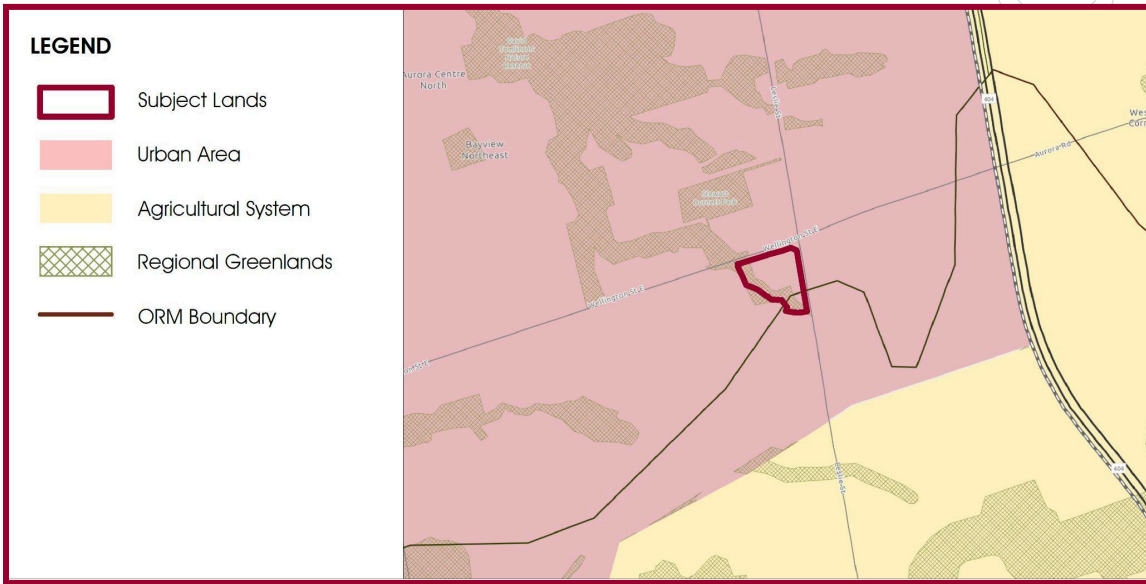 LEGEND
Subject Lands
Urban Area
Agricultural System
Regional Greenlands
ORM Boundary
Aurora Centre
North
Bayview
Northeast
Leslie St
404
Aurora Rd
Wellington St E
Wellington St E
Leslie St
404